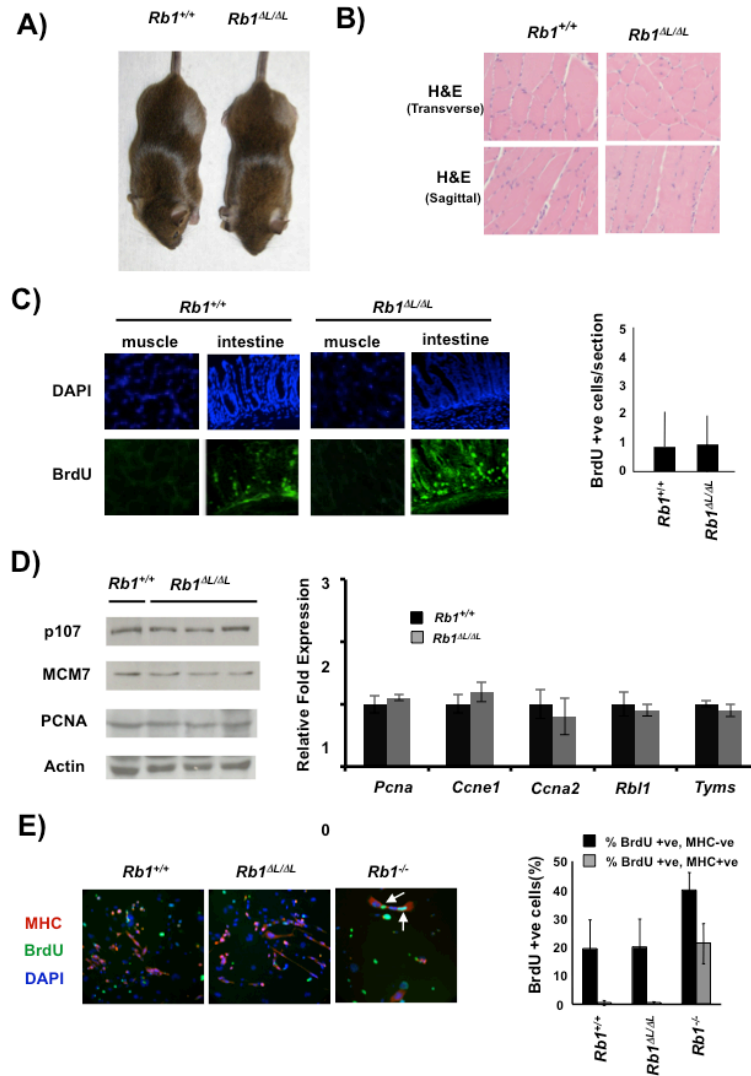 A)
Rb1+/+ Rb1ΔL/ΔL
B)
Rb1+/+ Rb1ΔL/ΔL
H&E
(Transverse)
H&E
(Sagittal)
C)
Rb1+/+ Rb1ΔL/ΔL
muscle intestine muscle intestine
DAPI
BrdU
BrdU +ve cells/section
5
4
3
2
1
0
Rb1+/+ Rb1ΔL/ΔL
D)
Rb1+/+ Rb1ΔL/ΔL
p107
MCM7
PCNA
Actin
Relative Fold Expression
3
2
1
0
Rb1+/+
Rb1ΔL/ΔL
Pcna Ccne1 Ccna2 Rbl1 Tyms
E)
Rb1+/+ Rb1ΔL/ΔL Rb1-/-
MHC
BrdU
DAPI
% BrdU +ve, MHC-ve
% BrdU +ve, MHC+ve
BrdU +ve cells(%)
50
40
30
20
10
0
Rb1+/+ Rb1ΔL/ΔL Rb1-/-